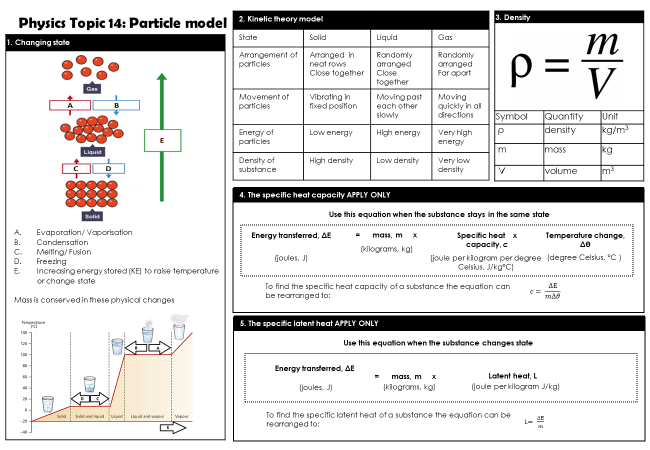 Physics Topic 14: Particle model
1. Changing state
Gas
A
B
E
Liquid
C
D
Solid
A. Evaporation/ Vaporisation
B. Condensation
C. Melting/ Fusion
D. Freezing
E. Increasing energy stored (KE) to raise temperature
or change state
Mass is conserved in these physical changes
Temperature
(°C)
140
120
100
80
60
40
20
0
-20
-40
B A
D C
Solid
Solid and liquid
Liquid
Liquid and vapour
Vapour
E
2. Kinetic theory model
State Solid Liquid Gas
Arrangement of particles
Arranged in neat rows
Close together
Randomly arranged
Close together
Randomly arranged
Far apart
Movement of particles
Vibrating in fixed position
Moving past each other slowly
Moving quickly in all directions
Energy of particles
Low energy
High energy
Very high energy
Density of substance
High density
Low density
Very low density
3. Density
ρ = m
V
Symbol Quantity Unit
ρ density kg/m³
m mass kg
V volume m³
4. The specific heat capacity APPLY ONLY
Use this equation when the substance stays in the same state
Energy transferred, ΔE = mass, m x Specific heat capacity, c x Temperature change, Δθ
(joules, J) (kilograms, kg) (joule per kilogram per degree Celsius, J/kg°C) (degree Celsius, °C )
To find the specific heat capacity of a substance the equation can
be rearranged to:
c = ΔE
mΔθ
5. The specific latent heat APPLY ONLY
Use this equation when the substance changes state
Energy transferred, ΔE = mass, m x Latent heat, L
(joules, J) (kilograms, kg) (joule per kilogram J/kg)
To find the specific latent heat of a substance the equation can be
rearranged to:
L= ΔE
m